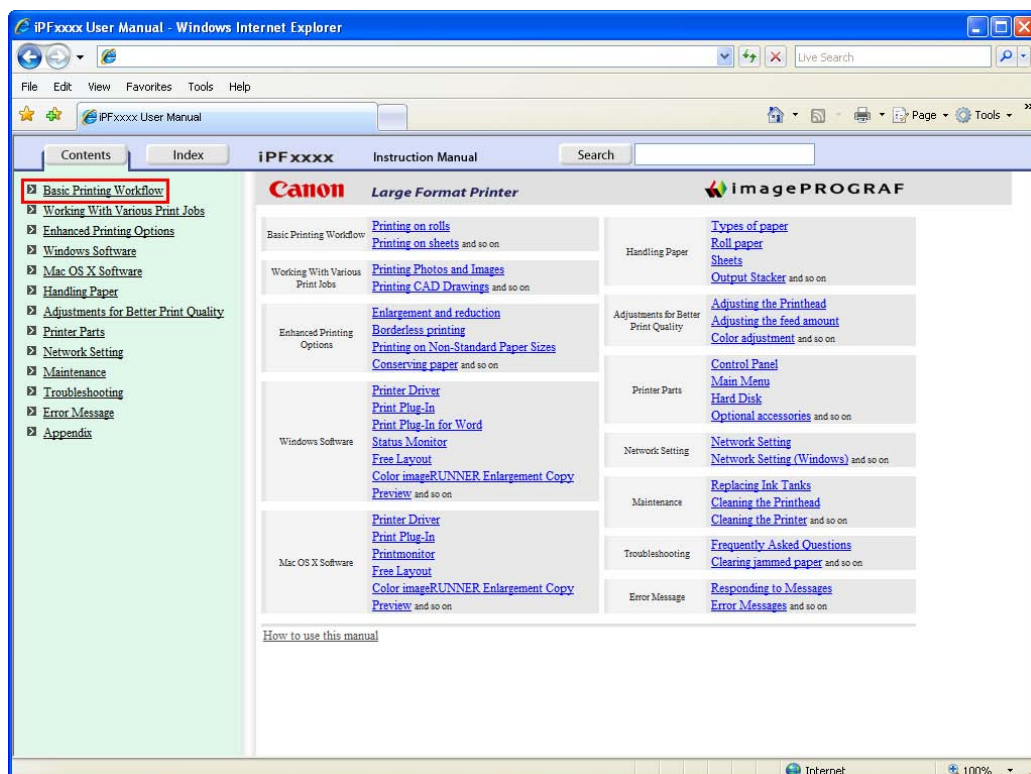 iPFxxxx User Manual - Windows Internet Explorer
Live Search
File Edit View Favorites Tools Help
iPFxxxx User Manual
Page Tools
Contents Index iPFxxxx Instruction Manual Search
Basic Printing Workflow
Working With Various Print Jobs
Enhanced Printing Options
Windows Software
Mac OS X Software
Handling Paper
Adjustments for Better Print Quality
Printer Parts
Network Setting
Maintenance
Troubleshooting
Error Message
Appendix
Canon Large Format Printer imagePROGRAF
Basic Printing Workflow
Printing on rolls
Printing on sheets and so on
Working With Various
Print Jobs
Printing Photos and Images
Printing CAD Drawings and so on
Enhanced Printing
Options
Enlargement and reduction
Borderless printing
Printing on Non-Standard Paper Sizes
Conserving paper and so on
Windows Software
Printer Driver
Print Plug-In
Print Plug-In for Word
Status Monitor
Free Layout
Color imageRUNNER Enlargement Copy
Preview and so on
Mac OS X Software
Printer Driver
Print Plug-In
Printmonitor
Free Layout
Color imageRUNNER Enlargement Copy
Preview and so on
Handling Paper
Types of paper
Roll paper
Sheets
Output Stacker and so on
Adjustments for Better
Print Quality
Adjusting the Printhead
Adjusting the feed amount
Color adjustment and so on
Printer Parts
Control Panel
Main Menu
Hard Disk
Optional accessories and so on
Network Setting
Network Setting
Network Setting (Windows) and so on
Maintenance
Replacing Ink Tanks
Cleaning the Printhead
Cleaning the Printer and so on
Troubleshooting
Frequently Asked Questions
Clearing jammed paper and so on
Error Message
Responding to Messages
Error Messages and so on
How to use this manual
Internet 100%